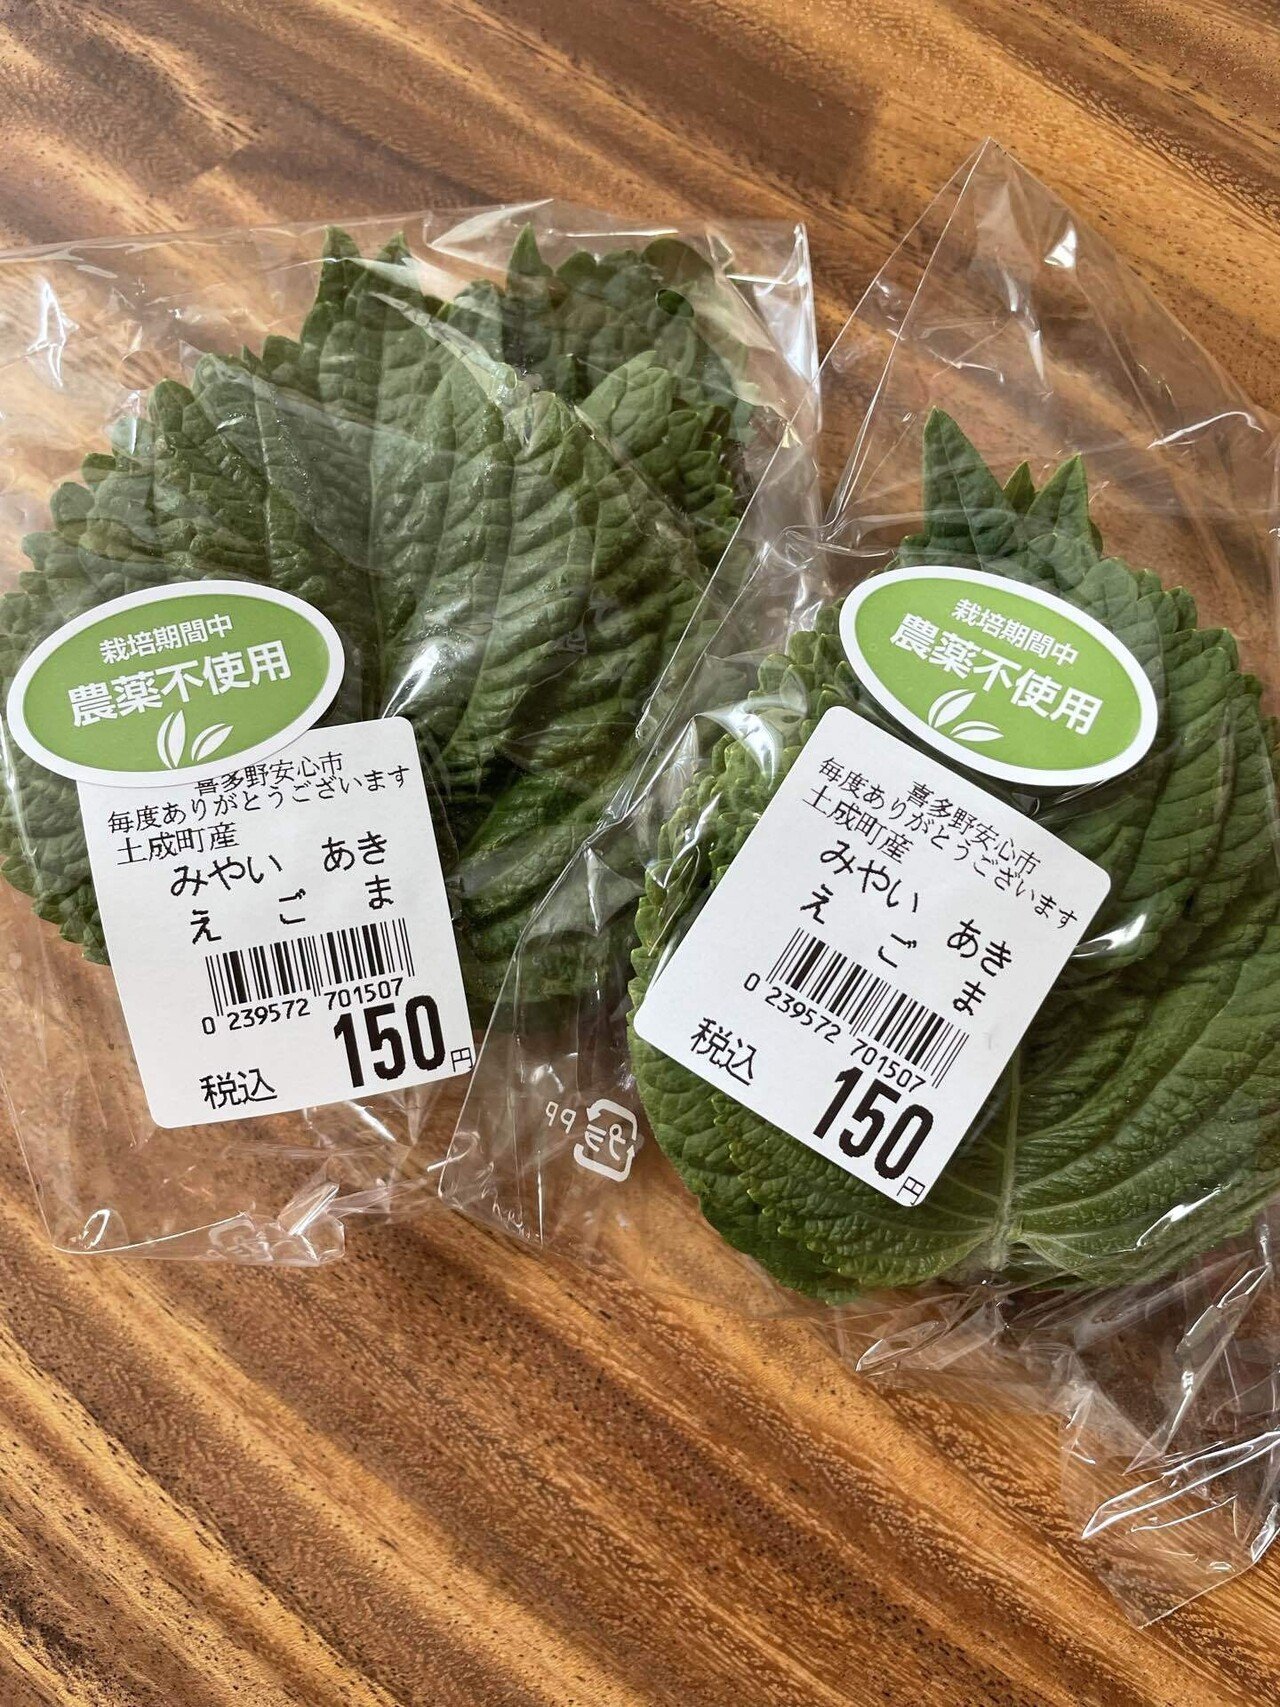 栽培期間中
農薬不使用
喜多野安心市
毎度ありがとうございます
土成町産
みやい あき
えごま
0 239572 701507
税込 150円
栽培期間中
農薬不使用
喜多野安心市
毎度ありがとうございます
土成町産
みやい あき
えごま
0 239572 701507
税込 150円
プラ PP